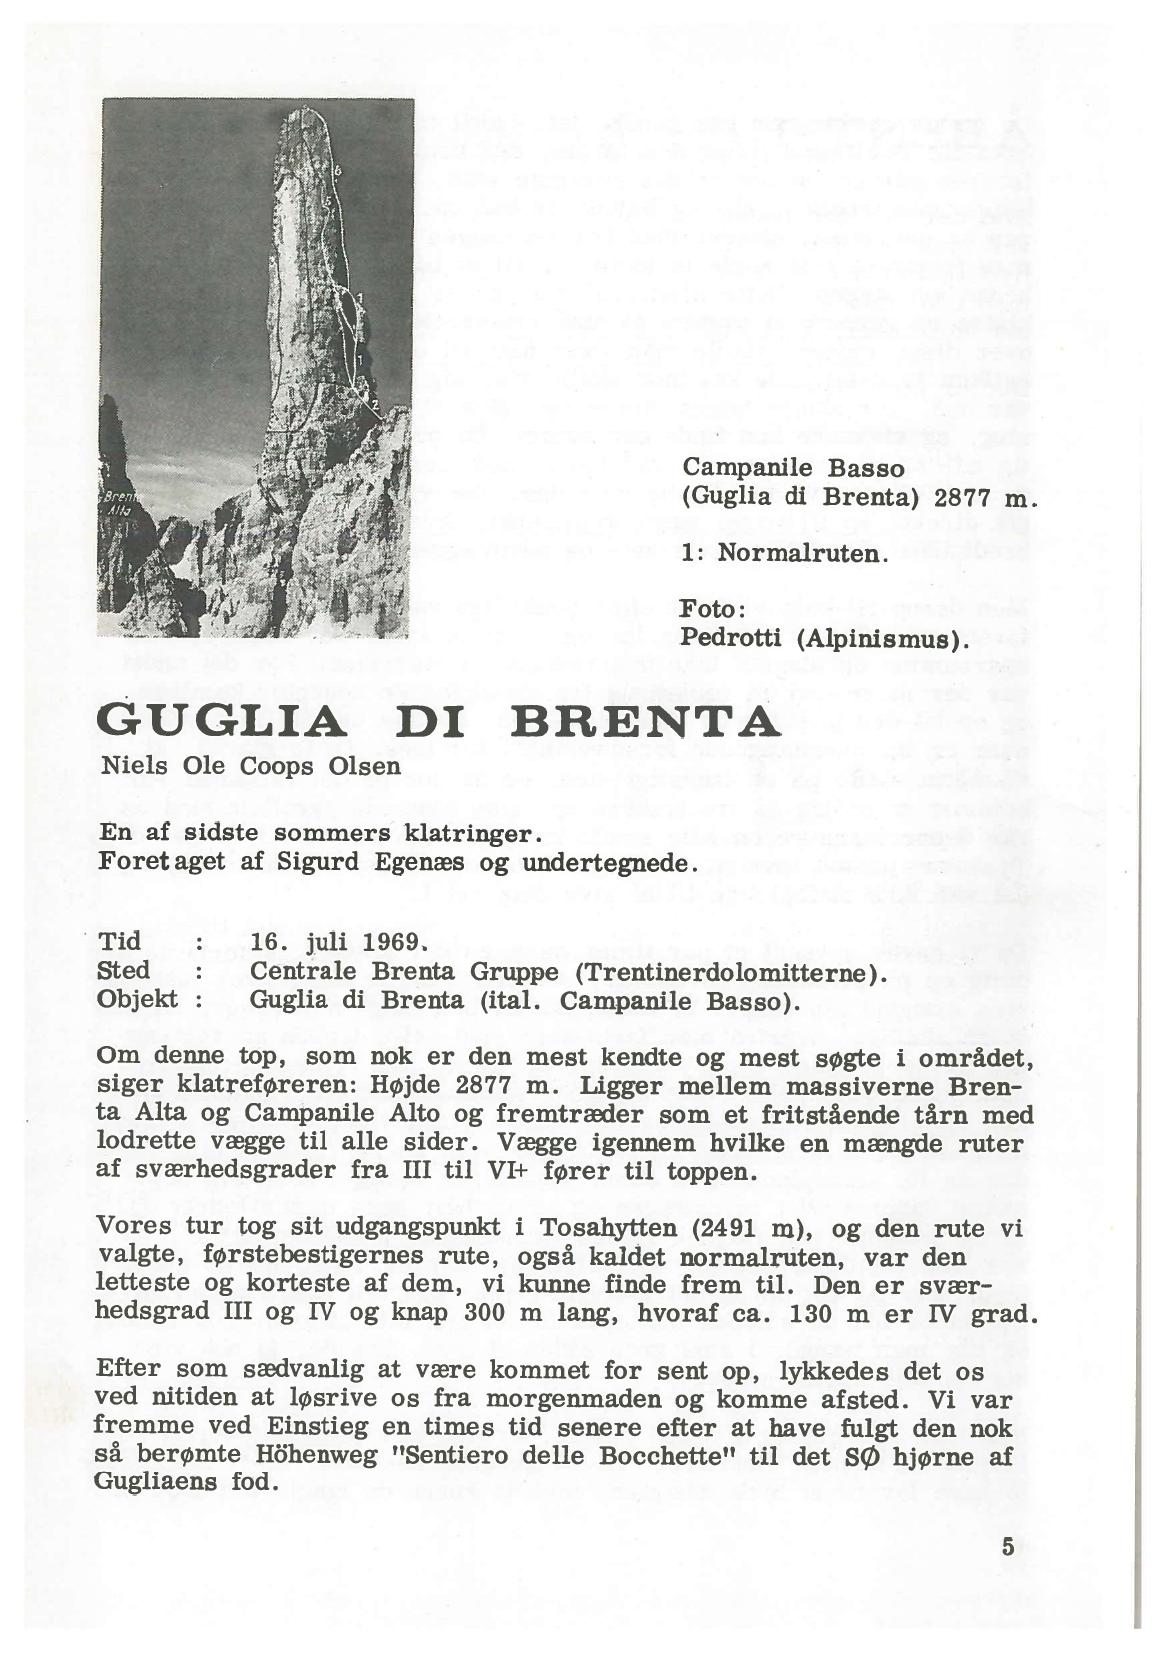 6
5
1
1
2
Brenta
Alta
Campanile Basso
(Guglia di Brenta) 2877 m.
1: Normalruten.
Foto:
Pedrotti (Alpinismus).
GUGLIA DI BRENTA
Niels Ole Coops Olsen
En af sidste sommers klatringer.
Foretaget af Sigurd Egenæs og undertegnede.
Tid : 16. juli 1969.
Sted : Centrale Brenta Gruppe (Trentinerdolomitterne).
Objekt : Guglia di Brenta (ital. Campanile Basso).
Om denne top, som nok er den mest kendte og mest søgte i området,
siger klatreføreren: Højde 2877 m. Ligger mellem massiverne Bren-
ta Alta og Campanile Alto og fremtræder som et fritstående tårn med
lodrette vægge til alle sider. Vægge igennem hvilke en mængde ruter
af sværhedsgrader fra III til VI+ fører til toppen.
Vores tur tog sit udgangspunkt i Tosahytten (2491 m), og den rute vi
valgte, førstebestigernes rute, også kaldet normalruten, var den
letteste og korteste af dem, vi kunne finde frem til. Den er svær-
hedsgrad III og IV og knap 300 m lang, hvoraf ca. 130 m er IV grad.
Efter som sædvanlig at være kommet for sent op, lykkedes det os
ved nitiden at løsrive os fra morgenmaden og komme afsted. Vi var
fremme ved Einstieg en times tid senere efter at have fulgt den nok
så berømte Höhenweg "Sentiero delle Bocchette" til det SØ hjørne af
Gugliaens fod.
5